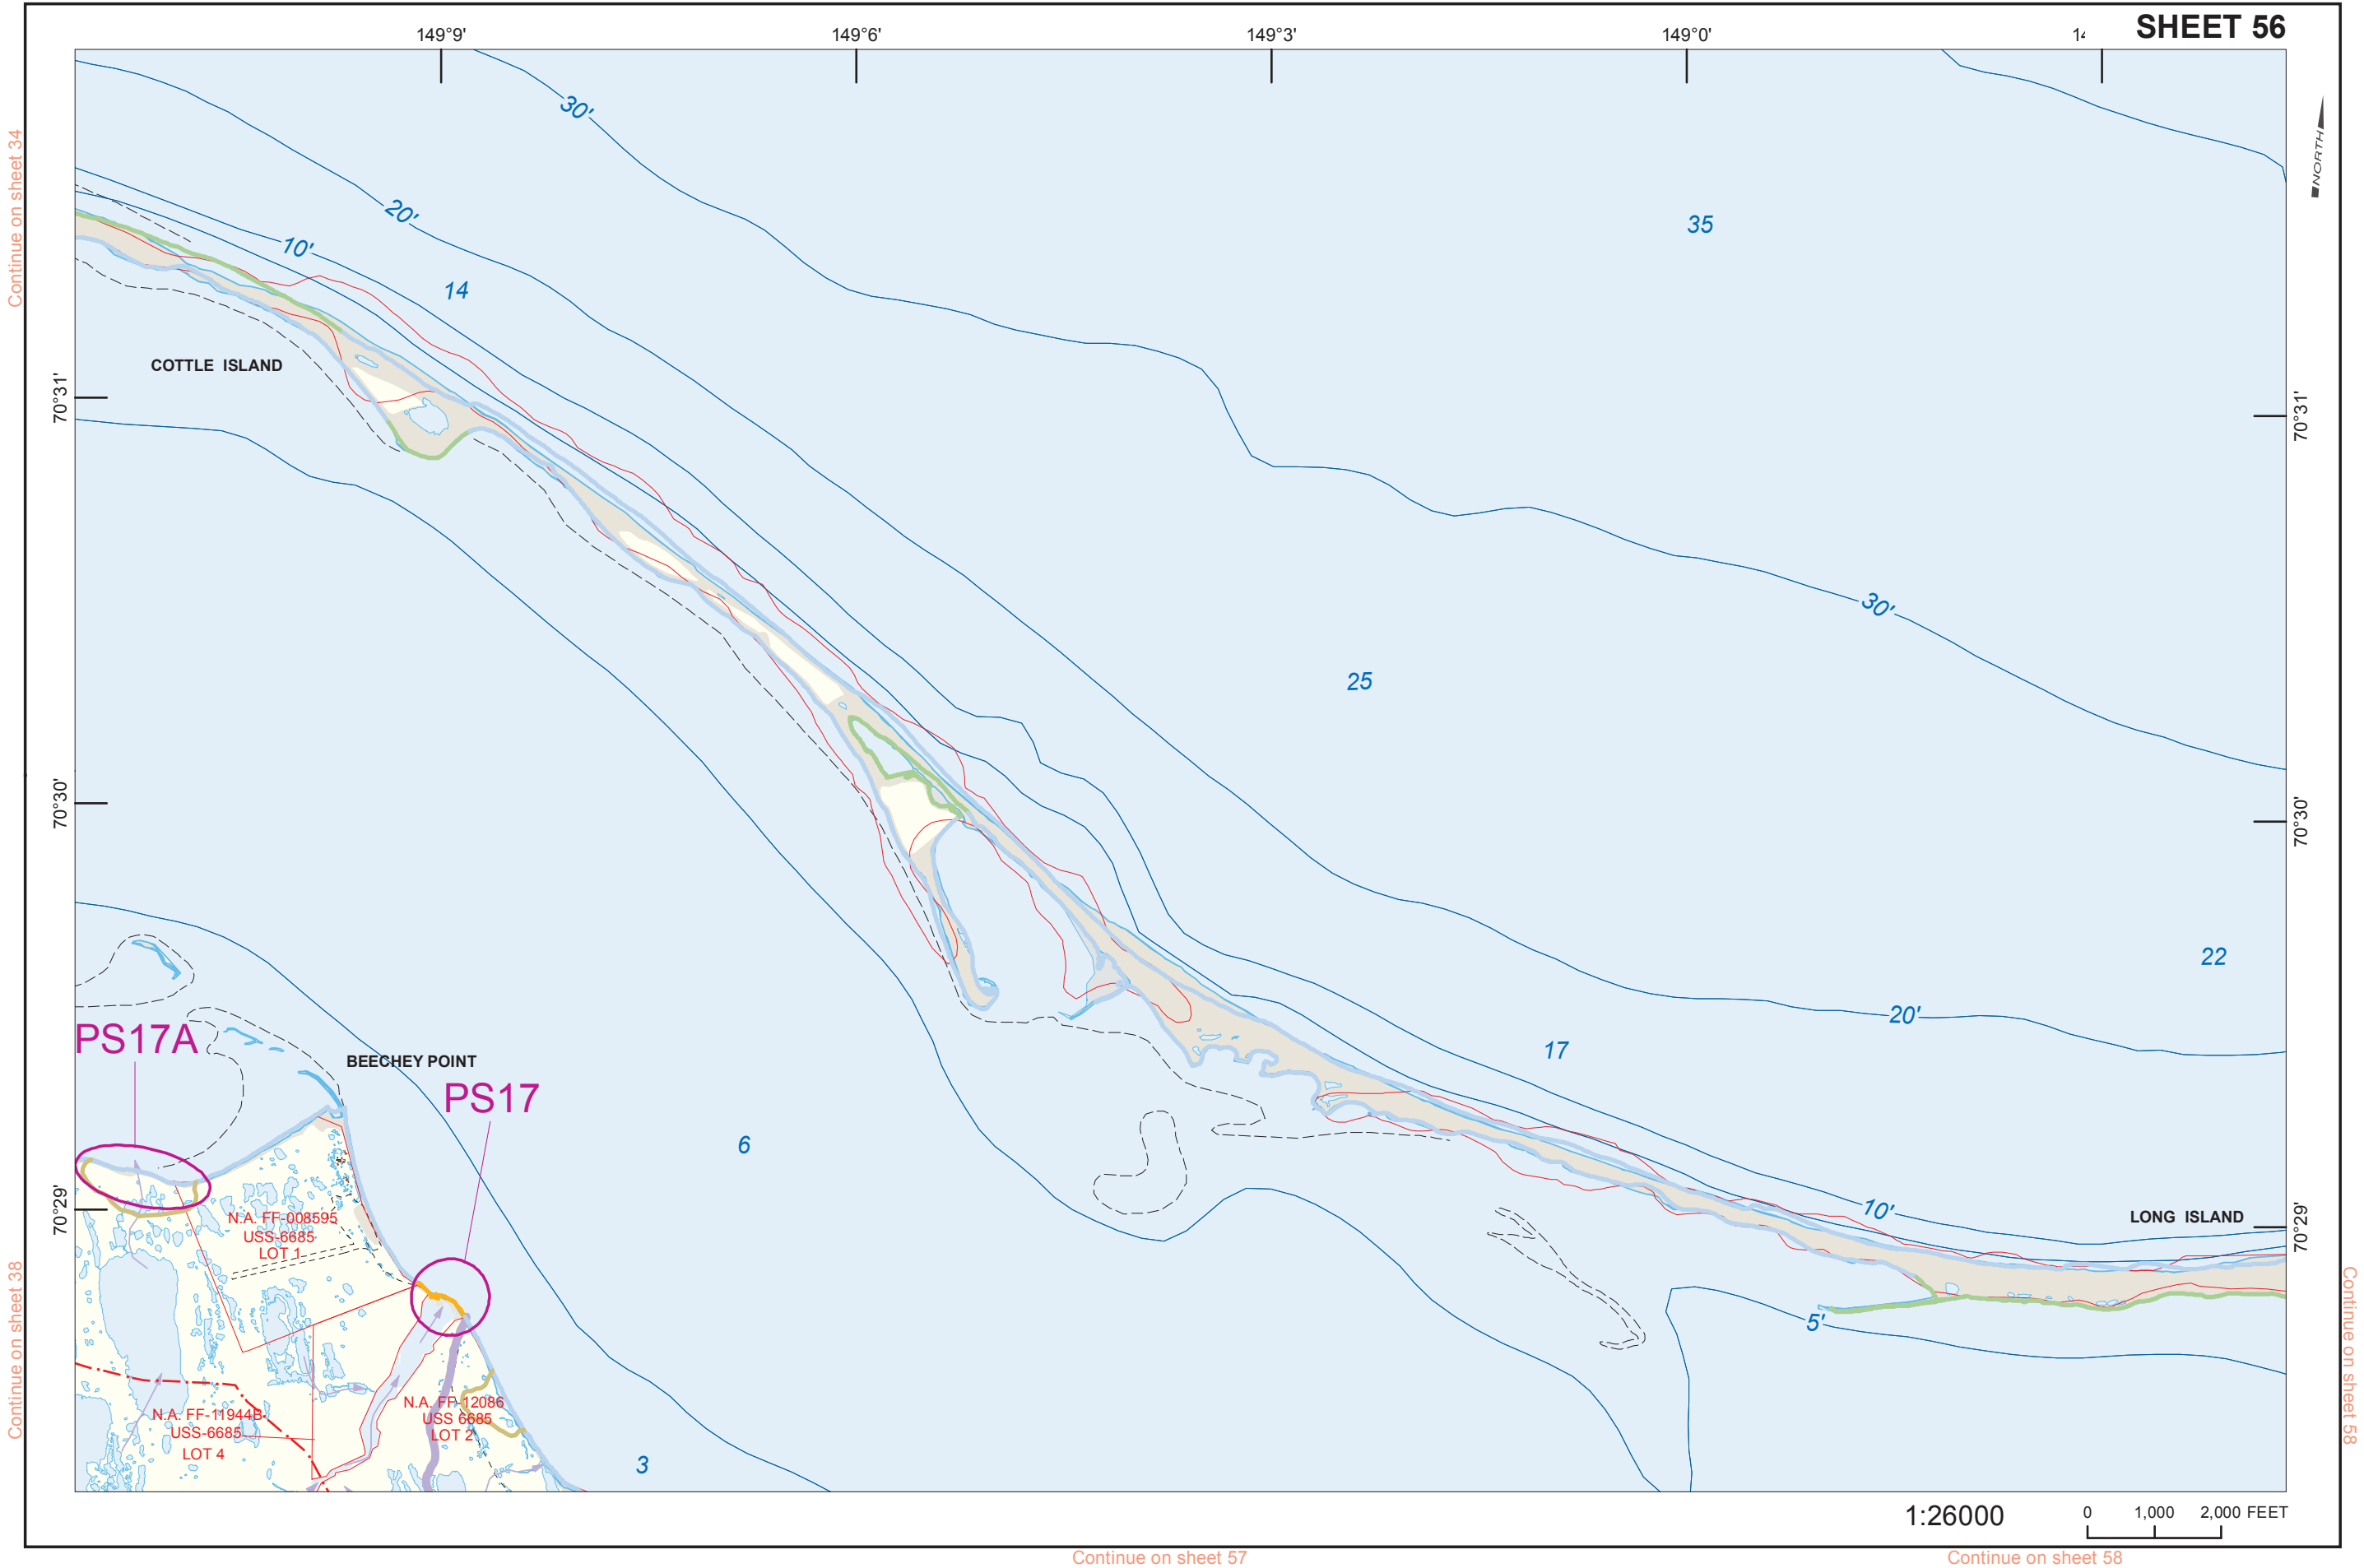 SHEET 56
149°9'
149°6'
149°3'
149°0'
NORTH
Continue on sheet 34
30'
20'
10'
14
35
COTTLE ISLAND
70°31'
70°31'
30'
25
70°30'
70°30'
22
20'
17
PS17A
BEECHEY POINT
PS17
6
70°29'
70°29'
N.A. FF-008595
USS-6685
LOT 1
10'
LONG ISLAND
5'
Continue on sheet 38
Continue on sheet 58
N.A. FF-11944B
USS-6685
LOT 4
N.A. FF-12086
USS 6685
LOT 2
3
1:26000
0 1,000 2,000 FEET
Continue on sheet 57
Continue on sheet 58